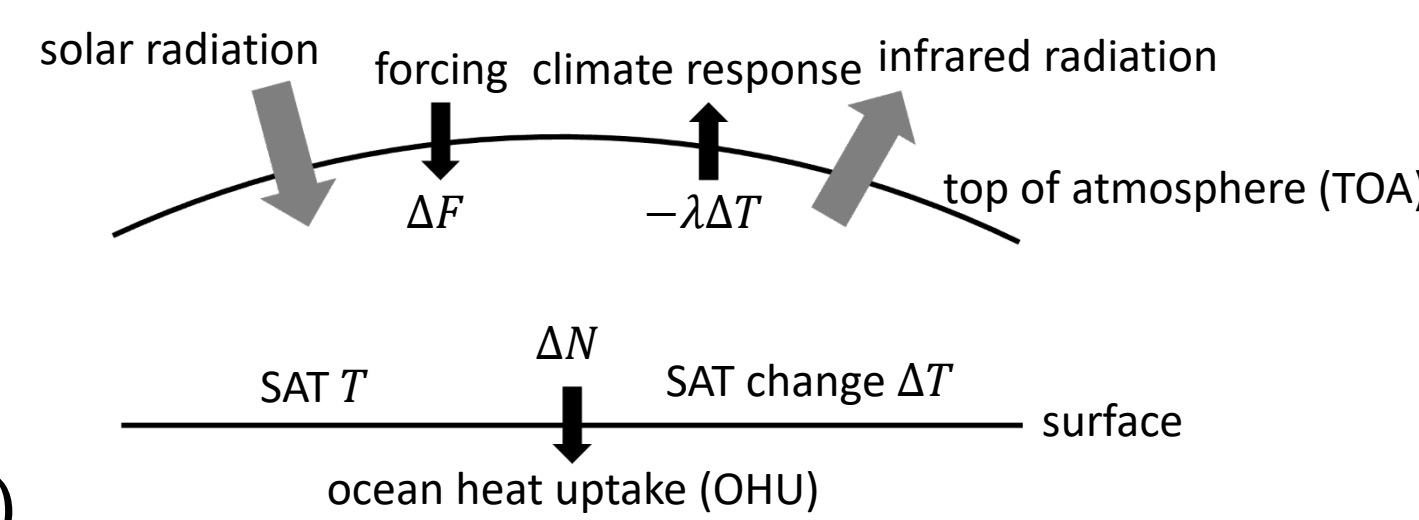 solar radiation
forcing
climate response
infrared radiation
top of atmosphere (TOA)
ΔF
−λΔT
ΔN
SAT T
SAT change ΔT
surface
ocean heat uptake (OHU)
)